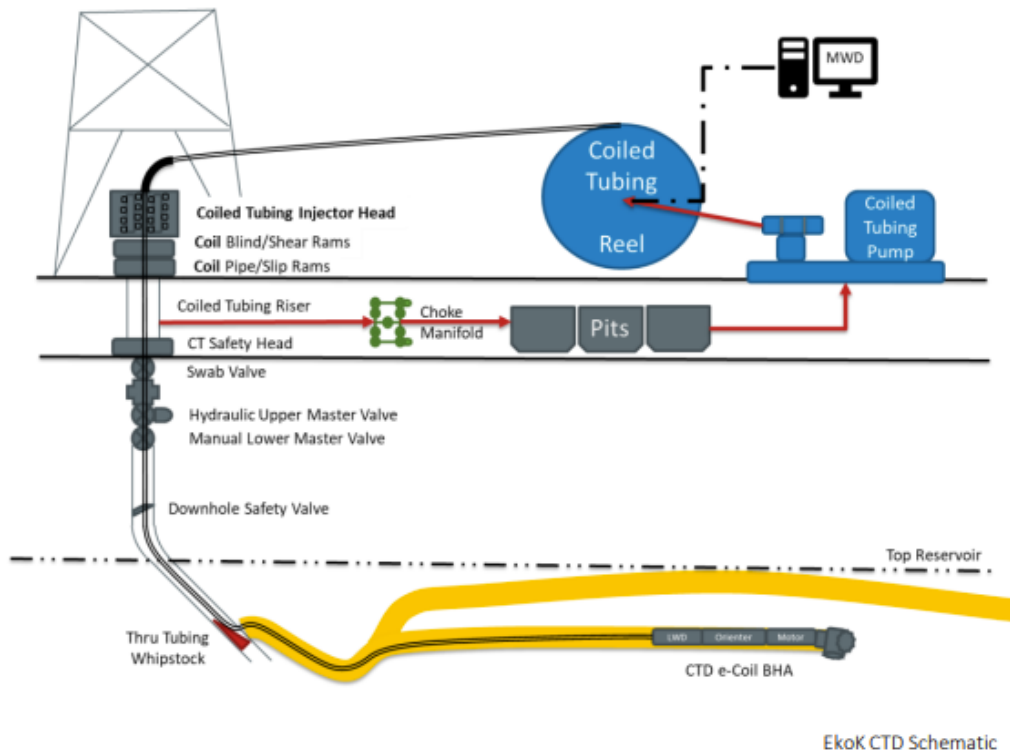 MWD
Coiled
Tubing
Reel
Coiled
Tubing
Pump
Coiled Tubing Injector Head
Coil Blind/Shear Rams
Coil Pipe/Slip Rams
Coiled Tubing Riser
Choke
Manifold
Pits
CT Safety Head
Swab Valve
Hydraulic Upper Master Valve
Manual Lower Master Valve
Downhole Safety Valve
Top Reservoir
Thru Tubing
Whipstock
LWD
Orienter
Motor
CTD e-Coil BHA
EkoK CTD Schematic